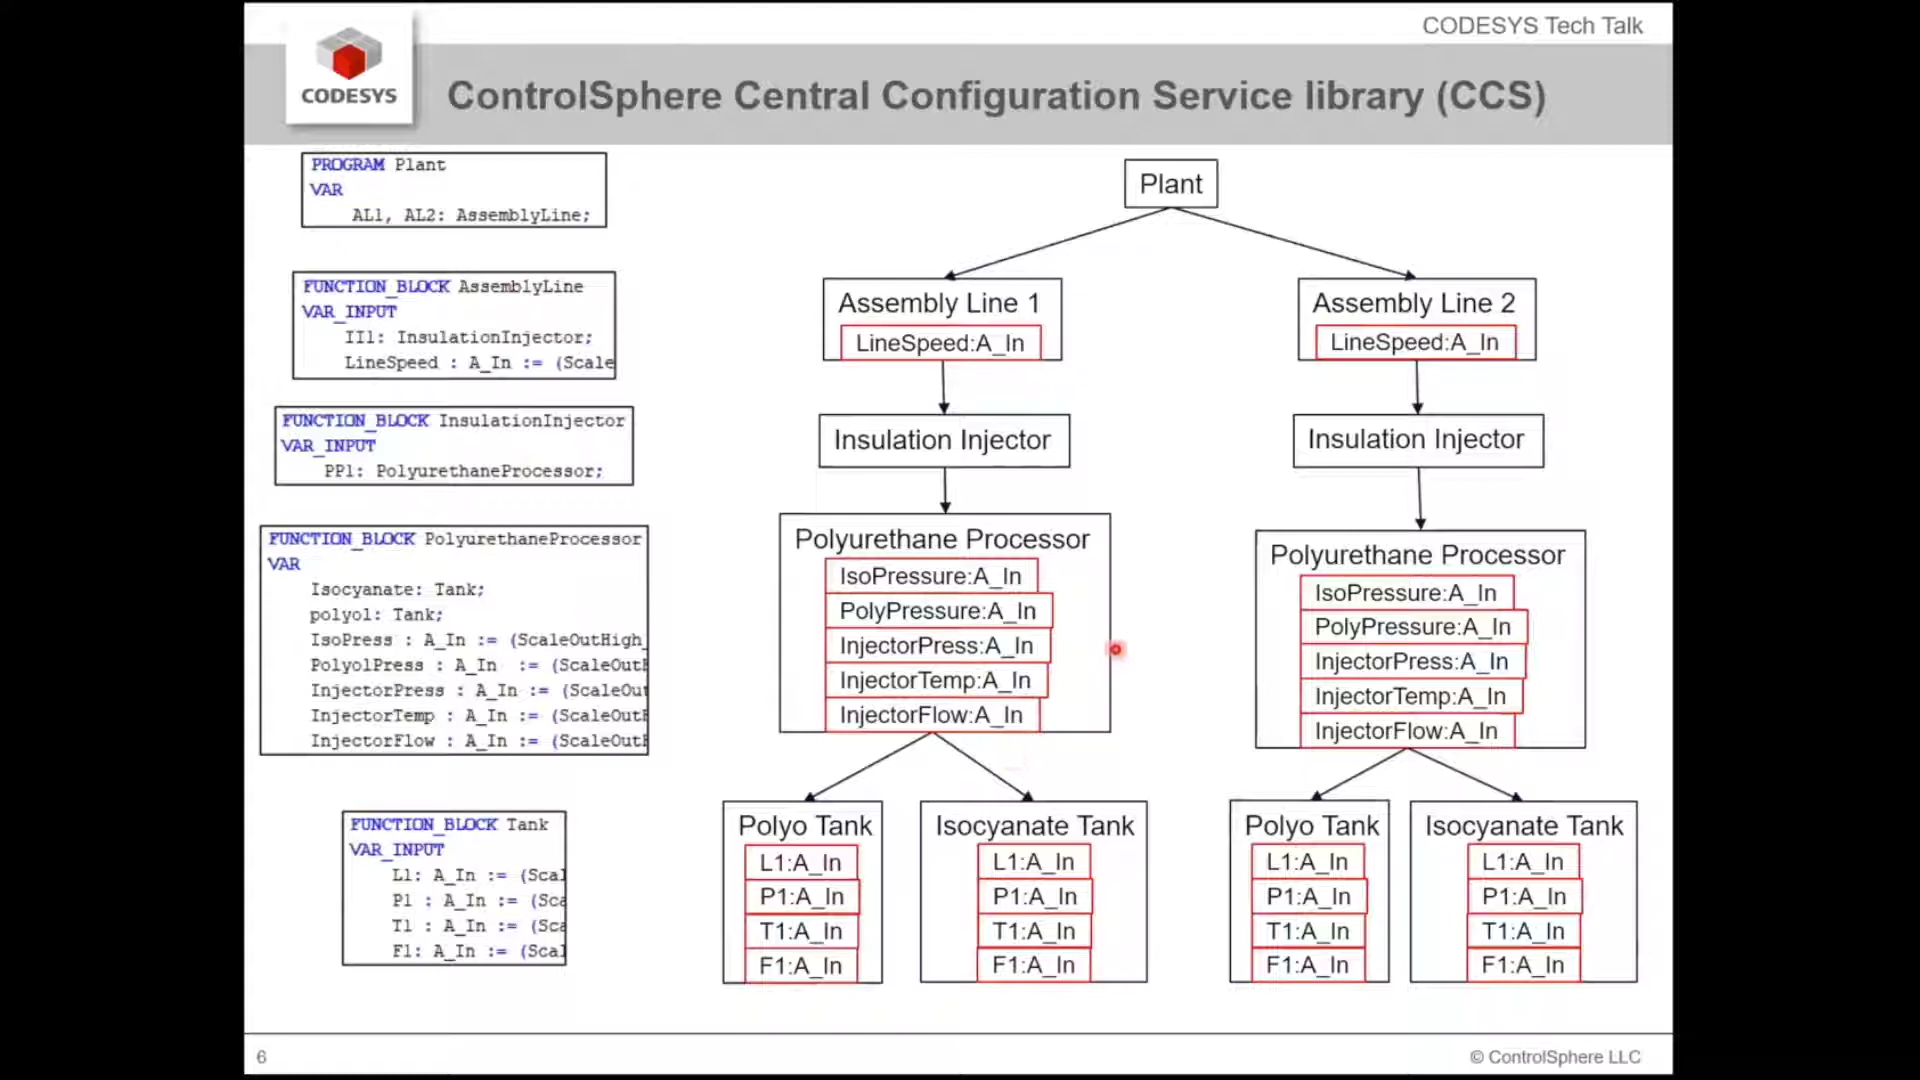 CODESYS Tech Talk
CODESYS
ControlSphere Central Configuration Service library (CCS)
PROGRAM Plant
VAR
AL1, AL2: AssemblyLine;
FUNCTION_BLOCK AssemblyLine
VAR_INPUT
II1: InsulationInjector;
LineSpeed : A_In := (Scale
FUNCTION_BLOCK InsulationInjector
VAR_INPUT
PP1: PolyurethaneProcessor;
FUNCTION_BLOCK PolyurethaneProcessor
VAR
Isocyanate: Tank;
polyol: Tank;
IsoPress : A_In := (ScaleOutHigh_
PolyolPress : A_In := (ScaleOut
InjectorPress : A_In := (ScaleOu
InjectorTemp : A_In := (ScaleOut
InjectorFlow : A_In := (ScaleOut
FUNCTION_BLOCK Tank
VAR_INPUT
L1: A_In := (Scal
P1 : A_In := (Sca
T1 : A_In := (Sca
F1: A_In := (Scal
Plant
Assembly Line 1
LineSpeed:A_In
Insulation Injector
Polyurethane Processor
IsoPressure:A_In
PolyPressure:A_In
InjectorPress:A_In
InjectorTemp:A_In
InjectorFlow:A_In
Polyo Tank
L1:A_In
P1:A_In
T1:A_In
F1:A_In
Isocyanate Tank
L1:A_In
P1:A_In
T1:A_In
F1:A_In
Assembly Line 2
LineSpeed:A_In
Insulation Injector
Polyurethane Processor
IsoPressure:A_In
PolyPressure:A_In
InjectorPress:A_In
InjectorTemp:A_In
InjectorFlow:A_In
Polyo Tank
L1:A_In
P1:A_In
T1:A_In
F1:A_In
Isocyanate Tank
L1:A_In
P1:A_In
T1:A_In
F1:A_In
6
© ControlSphere LLC